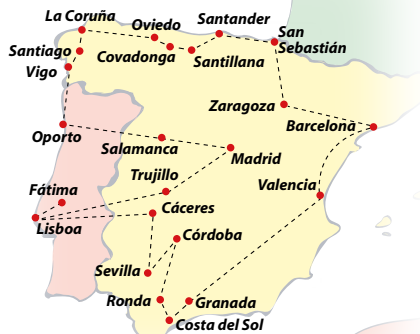 La Coruña
Oviedo
Santander
San
Sebastián
Santiago
Covadonga
Santillana
Vigo
Zaragoza
Barcelona
Oporto
Salamanca
Madrid
Trujillo
Valencia
Fátima
Cáceres
Lisboa
Córdoba
Sevilla
Ronda
Granada
Costa del Sol